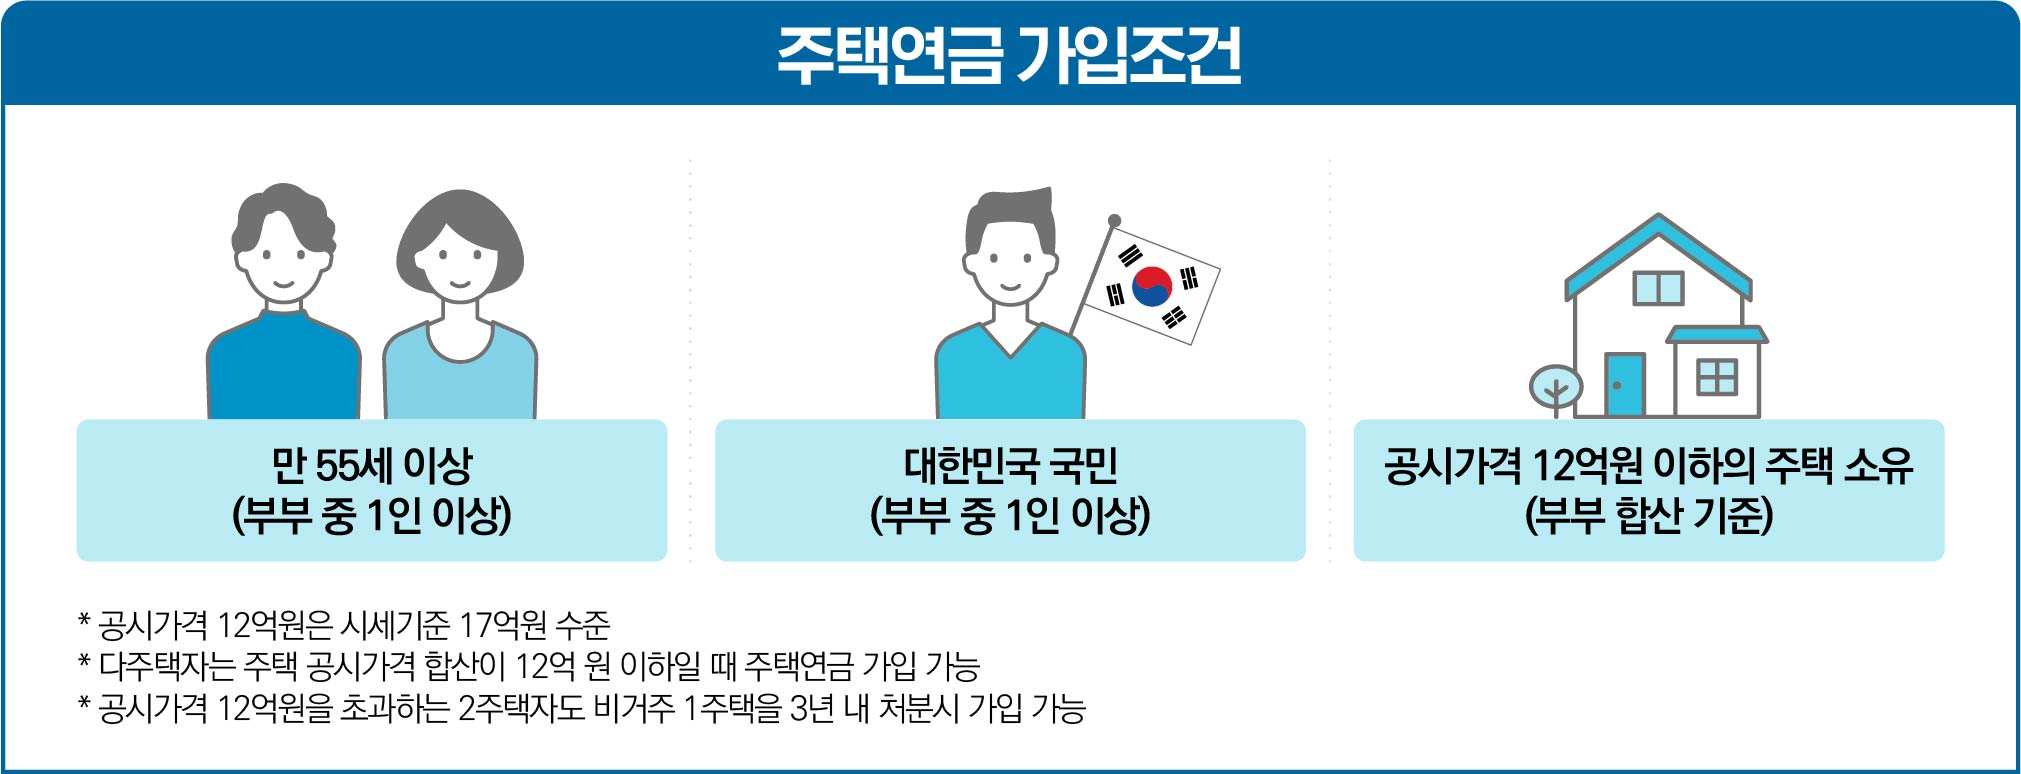 주택연금 가입조건
만 55세 이상
(부부 중 1인 이상)
대한민국 국민
(부부 중 1인 이상)
공시가격 12억원 이하의 주택 소유
(부부 합산 기준)
* 공시가격 12억원은 시세기준 17억원 수준
* 다주택자는 주택 공시가격 합산이 12억 원 이하일 때 주택연금 가입 가능
* 공시가격 12억원을 초과하는 2주택자도 비거주 1주택을 3년 내 처분시 가입 가능